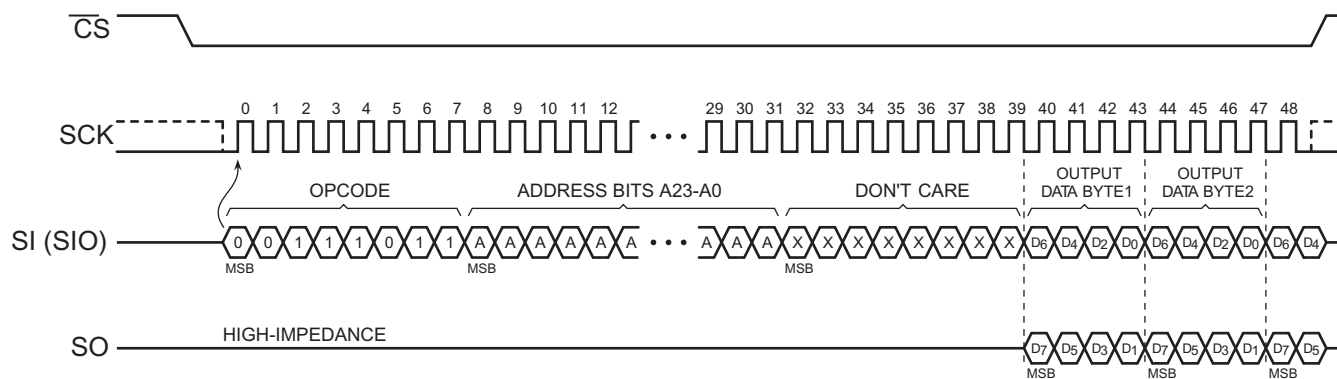 CS
0 1 2 3 4 5 6 7 8 9 10 11 12 29 30 31 32 33 34 35 36 37 38 39 40 41 42 43 44 45 46 47 48
SCK
OPCODE ADDRESS BITS A23-A0 DON'T CARE OUTPUT DATA BYTE1 OUTPUT DATA BYTE2
SI (SIO) 0 0 1 1 1 0 1 1 A A A A A A A A A X X X X X X X X D6 D4 D2 D0 D6 D4 D2 D0 D6 D4
MSB MSB MSB
HIGH-IMPEDANCE
SO D7 D5 D3 D1 D7 D5 D3 D1 D7 D5
MSB MSB MSB